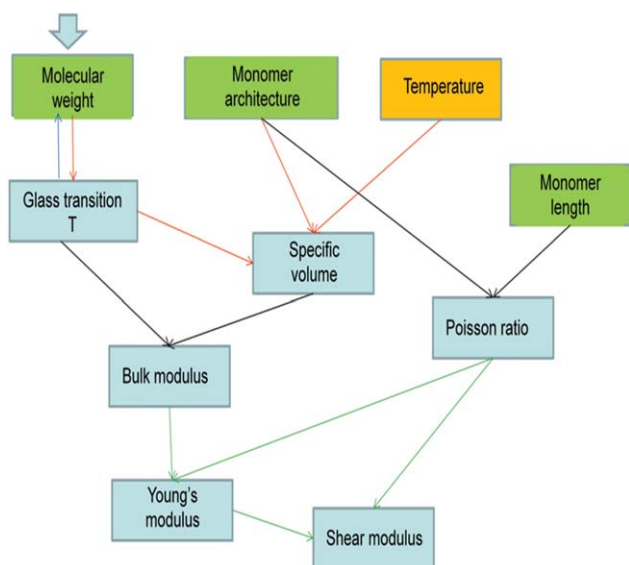 Molecular
weight
Monomer
architecture
Temperature
Glass transition
T
Monomer
length
Specific
volume
Poisson ratio
Bulk modulus
Young's
modulus
Shear modulus